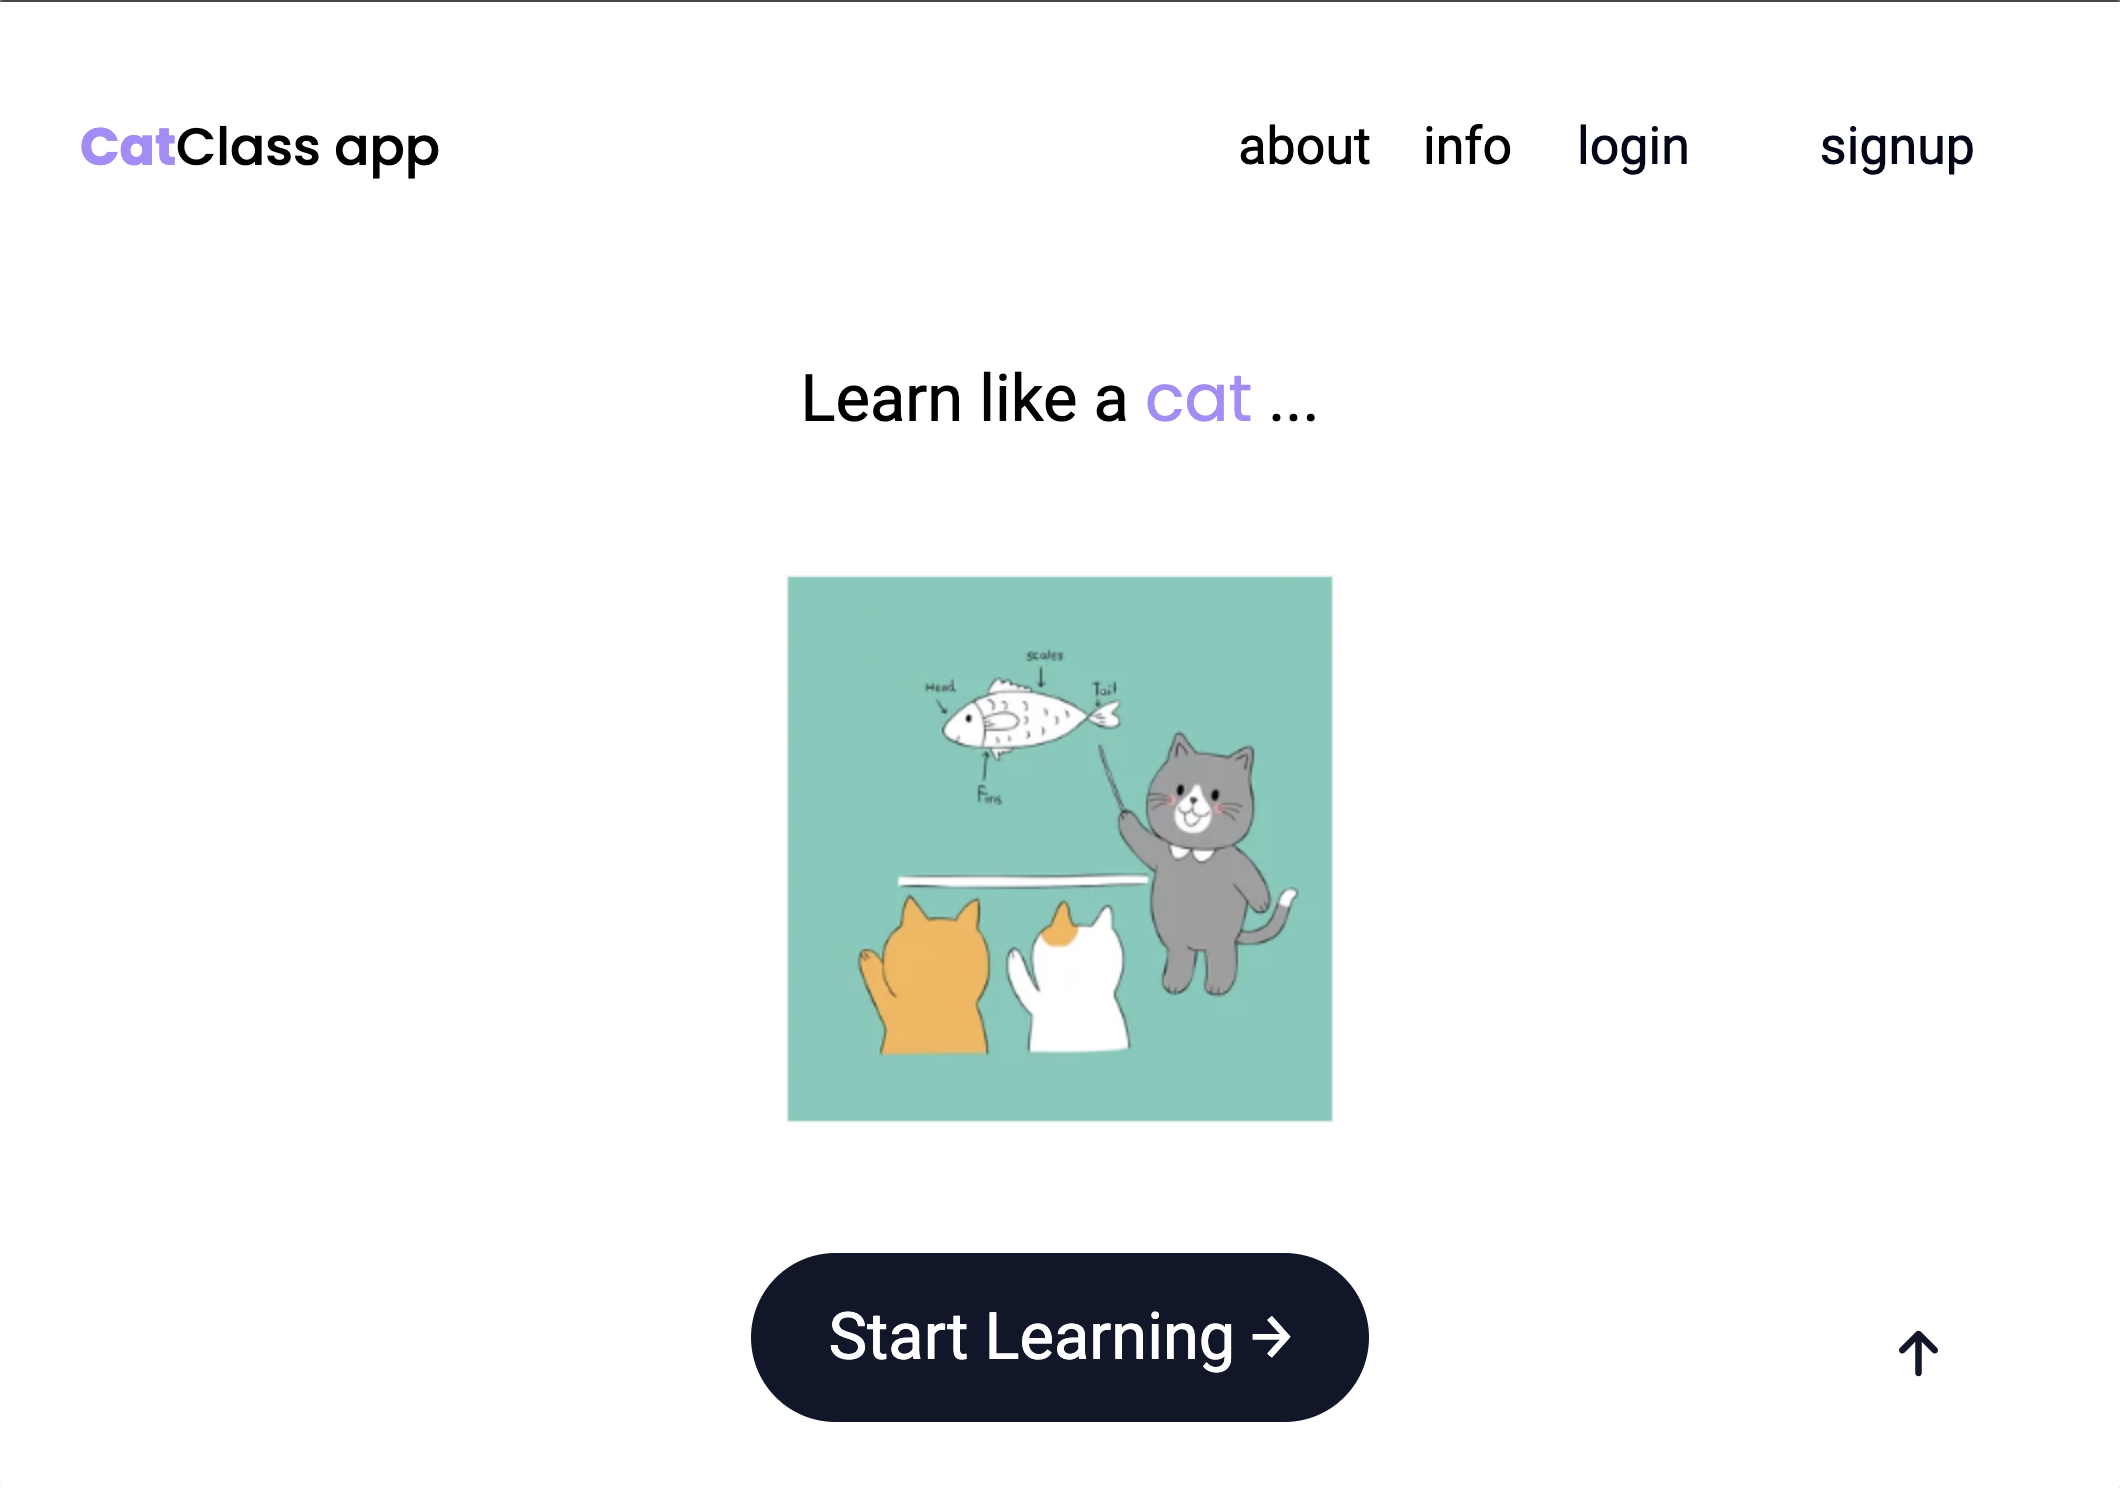 CatClass app
about info login signup
Learn like a cat ...
scales
Head
Tail
Fins
Start Learning →